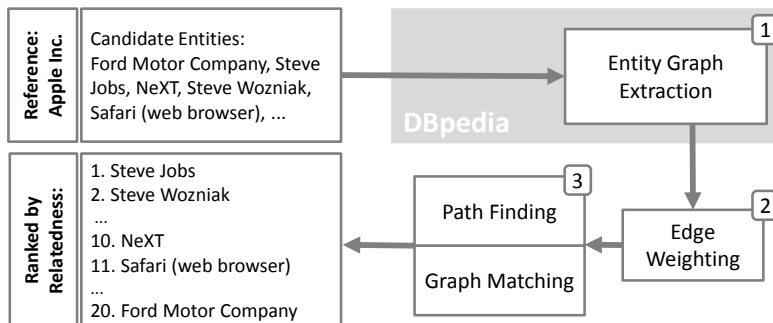 Reference:
Apple Inc.
Candidate Entities:
Ford Motor Company, Steve
Jobs, NeXT, Steve Wozniak,
Safari (web browser), ...
1
Entity Graph
Extraction
DBpedia
2
Edge
Weighting
3
Path Finding
Graph Matching
Ranked by
Relatedness:
1. Steve Jobs
2. Steve Wozniak
...
10. NeXT
11. Safari (web browser)
...
20. Ford Motor Company